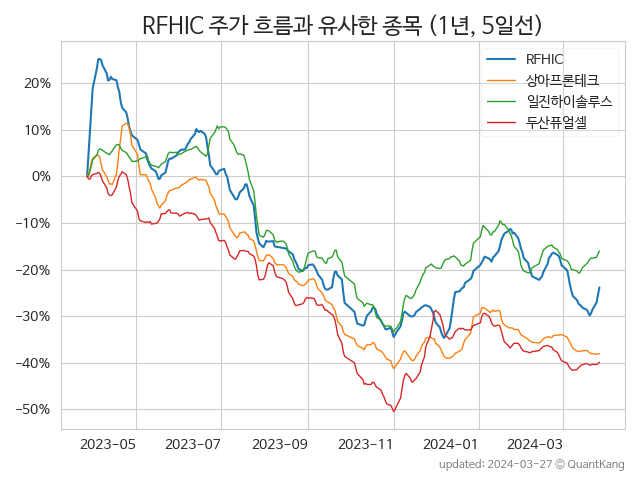 RFHIC 주가 흐름과 유사한 종목 (1년, 5일선)
RFHIC
상아프론테크
일진하이솔루스
두산퓨얼셀
20%
10%
0%
−10%
−20%
−30%
−40%
−50%
2023−05
2023−07
2023−09
2023−11
2024−01
2024−03
updated: 2024-03-27 © QuantKang